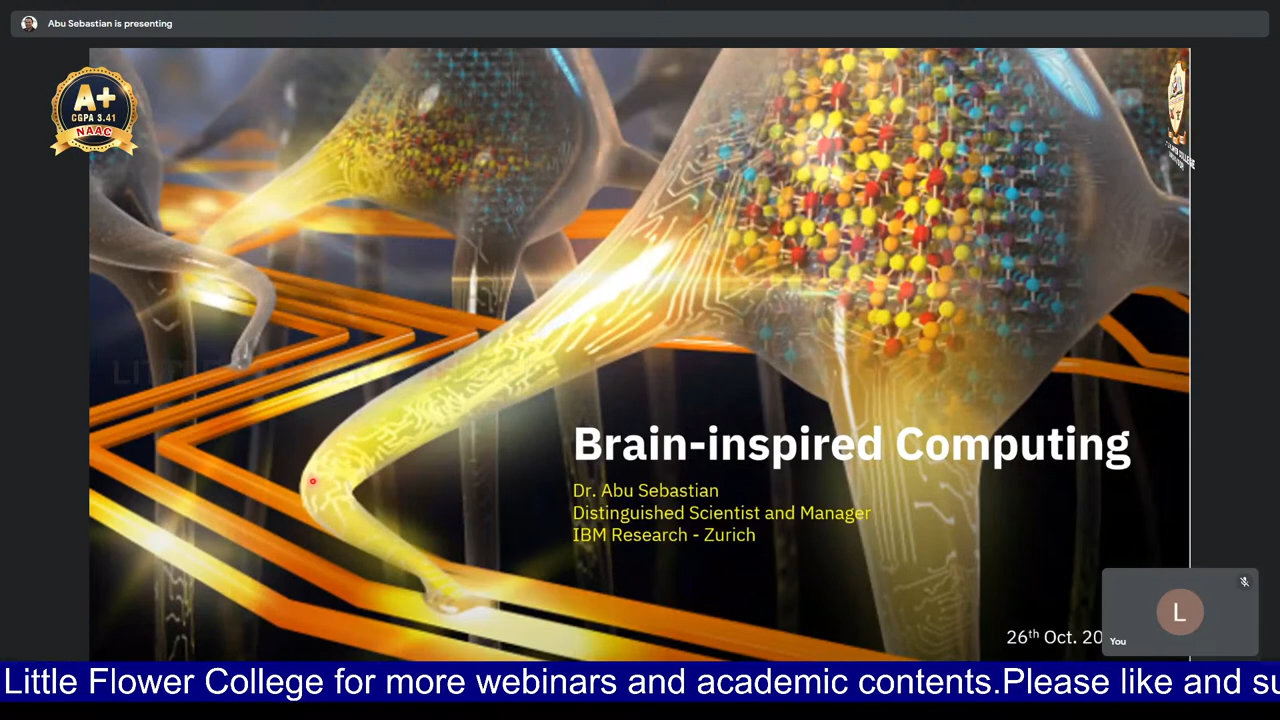 Abu Sebastian is presenting
A+
CGPA 3.41
NAAC
Brain-inspired Computing
Dr. Abu Sebastian
Distinguished Scientist and Manager
IBM Research - Zurich
26th Oct. 20
L
You
Little Flower College for more webinars and academic contents.Please like and su